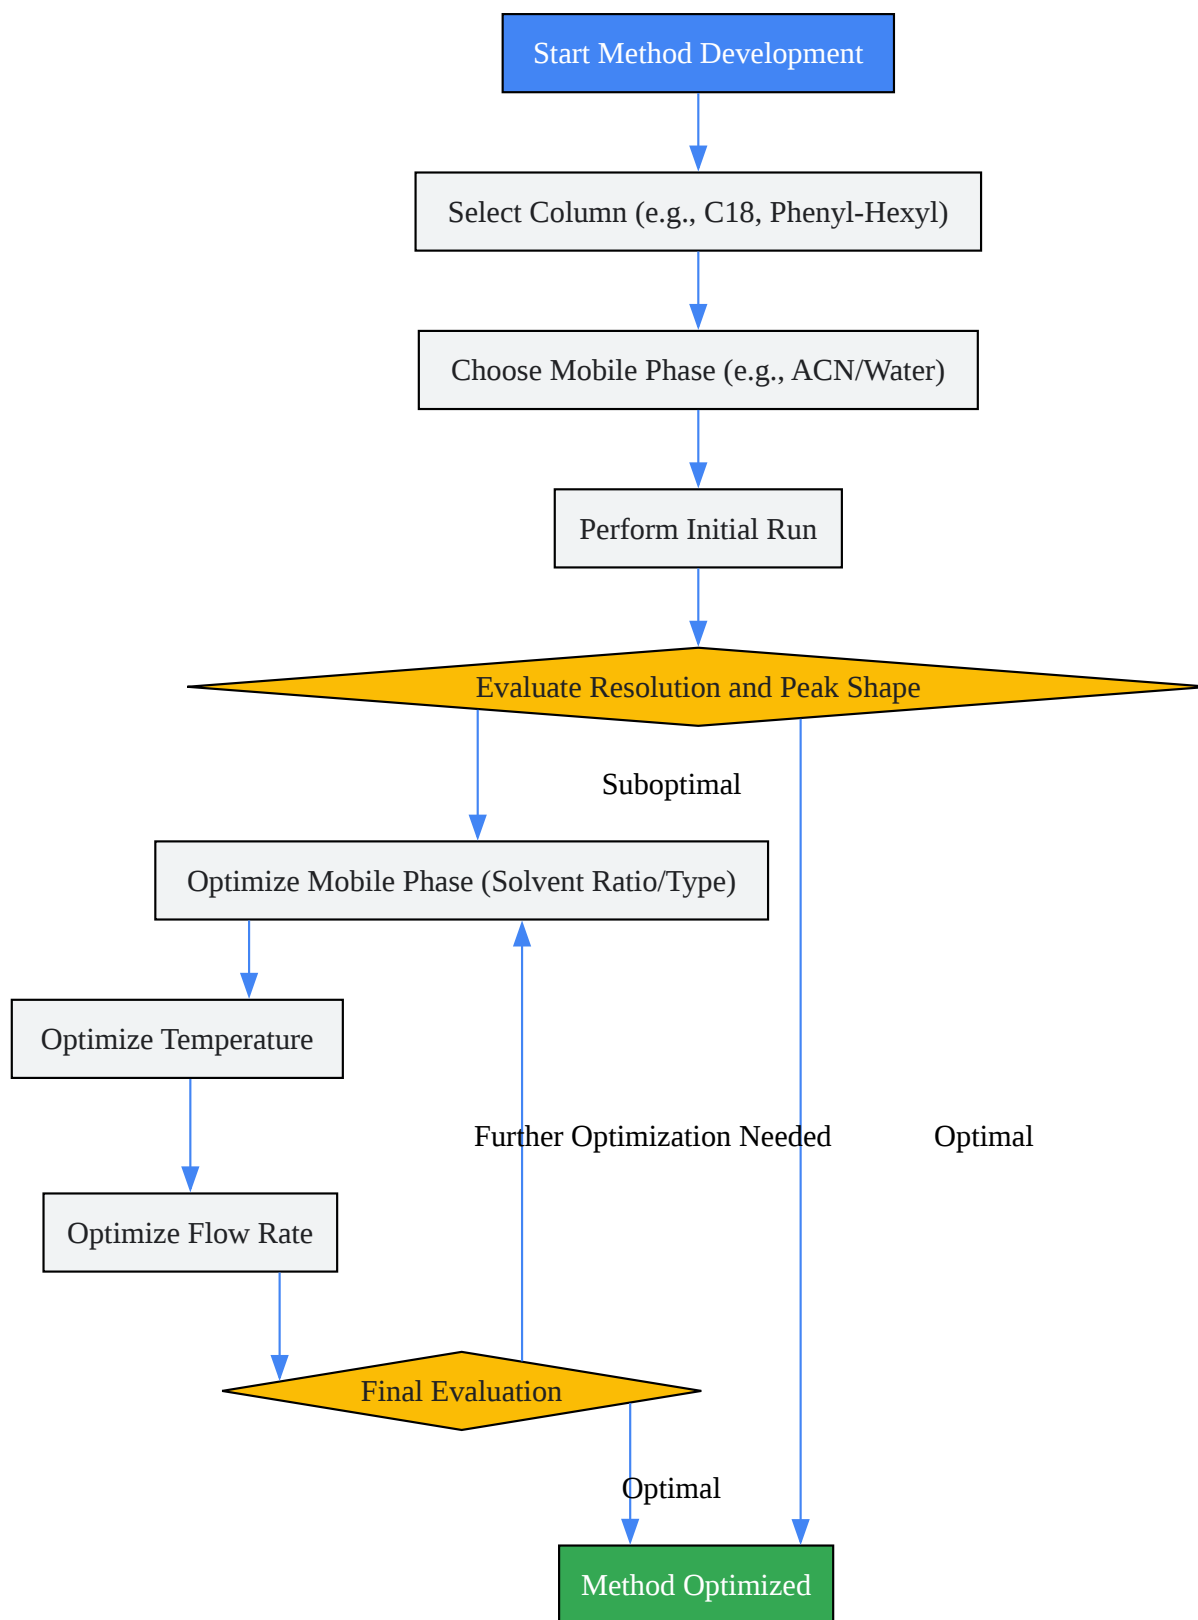 Start Method Development
Select Column (e.g., C18, Phenyl-Hexyl)
Choose Mobile Phase (e.g., ACN/Water)
Perform Initial Run
Evaluate Resolution and Peak Shape
Suboptimal
Optimize Mobile Phase (Solvent Ratio/Type)
Optimize Temperature
Further Optimization Needed
Optimal
Optimize Flow Rate
Final Evaluation
Optimal
Method Optimized